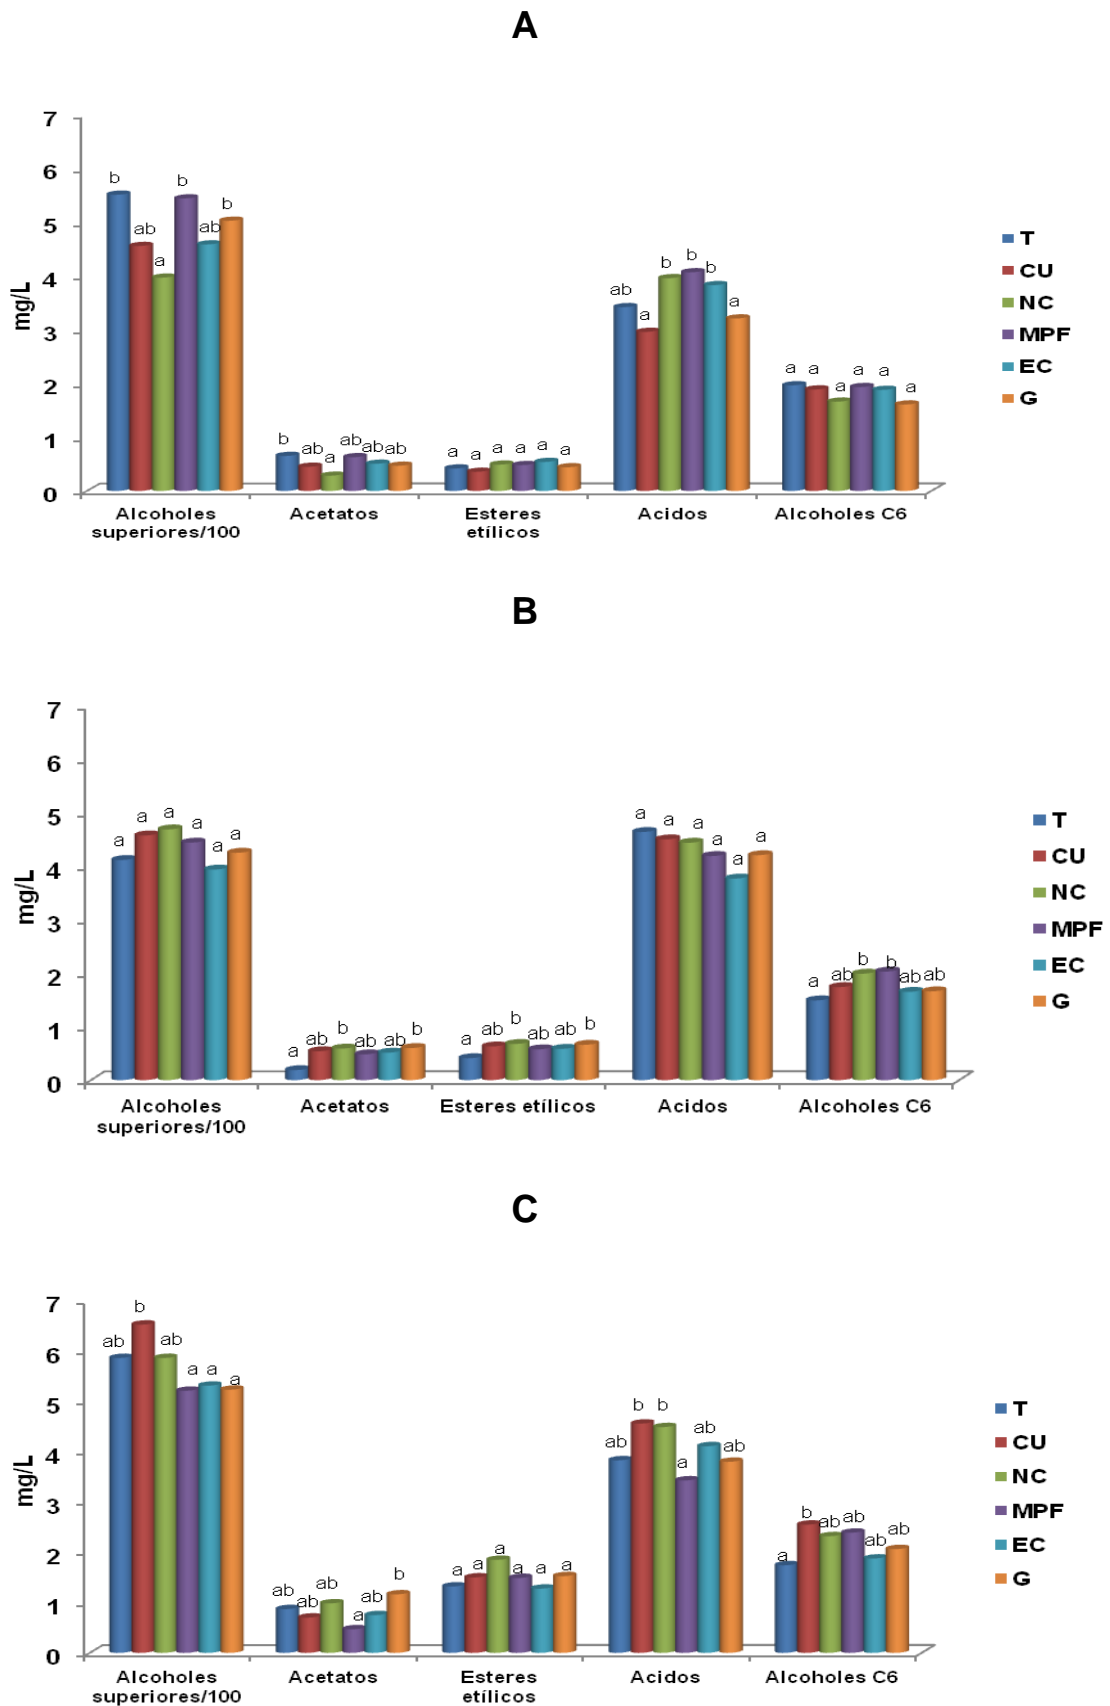 A
7
6
5
4
3
2
1
0
mg/L
b ab a b ab b
b ab a ab ab ab
a a a a a a
ab a b b b a
a a a a a a
Alcoholes superiores/100
Acetatos
Esteres etílicos
Acidos
Alcoholes C6
T
CU
NC
MPF
EC
G
B
7
6
5
4
3
2
1
0
mg/L
a a a a a a
a ab b ab ab b
a ab b ab ab b
a a a a a a
a ab b b ab ab
Alcoholes superiores/100
Acetatos
Esteres etílicos
Acidos
Alcoholes C6
T
CU
NC
MPF
EC
G
C
7
6
5
4
3
2
1
0
mg/L
ab b ab a a a
ab ab ab a ab b
a a a a a a
ab b b a ab ab
a b ab ab ab ab
Alcoholes superiores/100
Acetatos
Esteres etílicos
Acidos
Alcoholes C6
T
CU
NC
MPF
EC
G